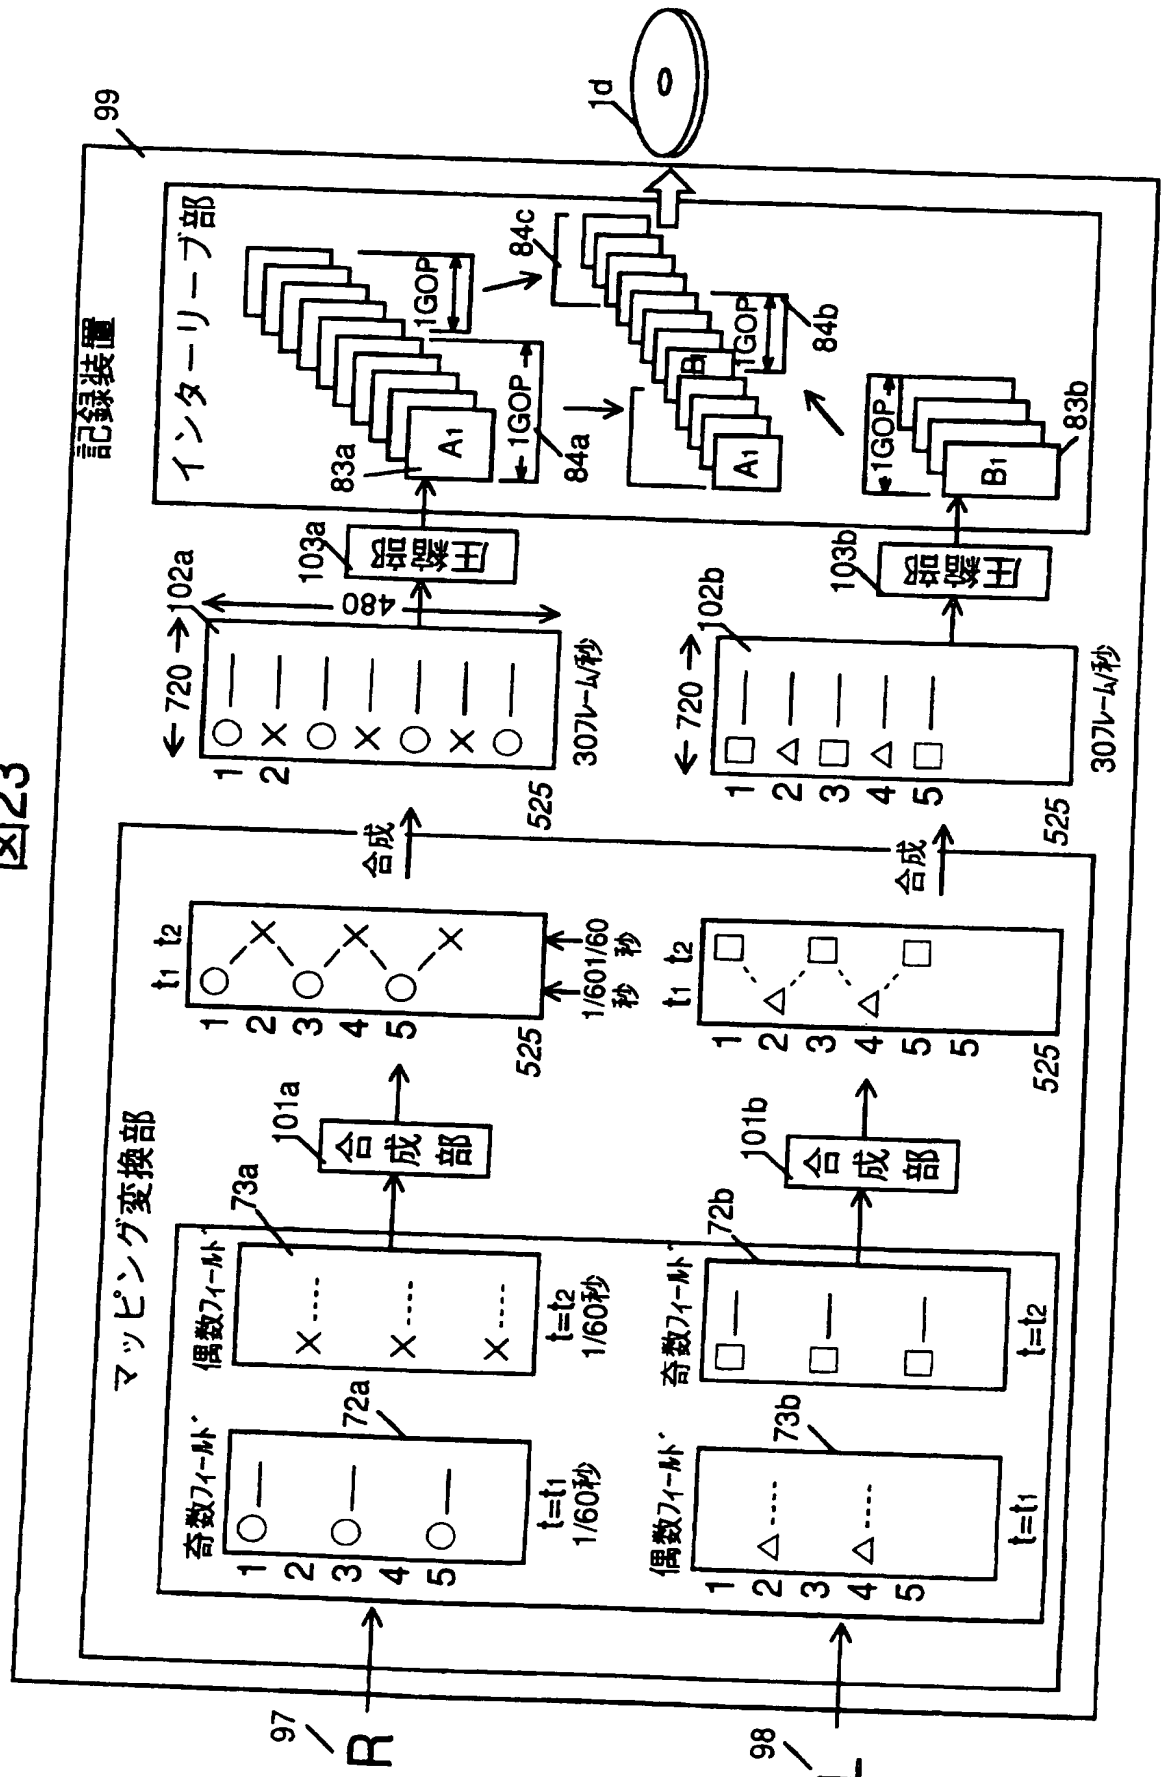 図23
記録装置
99
マッピング変換部
インターリーブ部
97
R
奇数フィールド
1
2
3
4
5
72a
t=t1
1/60秒
偶数フィールド
73a
t=t2
1/60秒
101a
合成部
t1 t2
1
2
3
4
5
525
1/60 1/60
秒 秒
合成
← 720 →
102a
1
2
480
525
30フレーム/秒
103a
圧縮部
83a
A1
1GOP
84a
1GOP
84c
A1
B1
1GOP
84b
1d
98
偶数フィールド
1
2
3
4
5
73b
t=t1
奇数フィールド
72b
t=t2
101b
合成部
t1 t2
1
2
3
4
5
5
525
合成
← 720 →
102b
1
2
3
4
5
525
30フレーム/秒
103b
圧縮部
1GOP
B1
83b